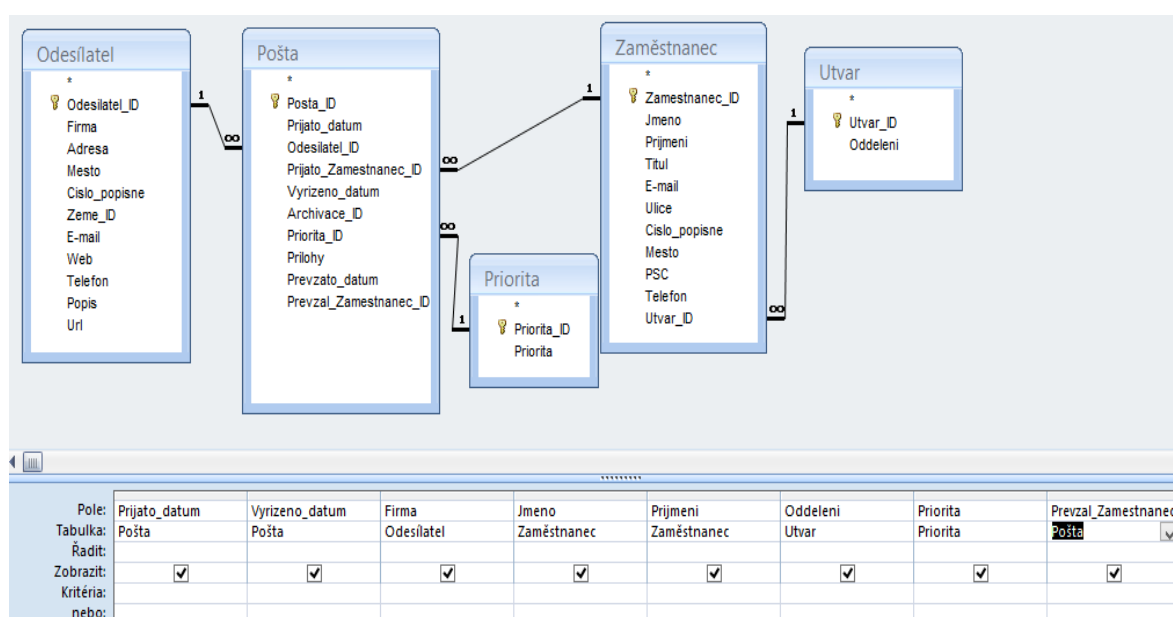 Odesílatel
*
Odesilatel_ID
Firma
Adresa
Mesto
Cislo_popisne
Zeme_ID
E-mail
Web
Telefon
Popis
Url
1
∞
Pošta
*
Posta_ID
Prijato_datum
Odesilatel_ID
Prijato_Zamestnanec_ID
Vyrizeno_datum
Archivace_ID
Priorita_ID
Prilohy
Prevzato_datum
Prevzal_Zamestnanec_ID
∞
1
∞
1
Priorita
*
Priorita_ID
Priorita
Zaměstnanec
*
Zamestnanec_ID
Jmeno
Prijmeni
Titul
E-mail
Ulice
Cislo_popisne
Mesto
PSC
Telefon
Utvar_ID
∞
1
Utvar
*
Utvar_ID
Oddeleni
Pole: Prijato_datum Vyrizeno_datum Firma Jmeno Prijmeni Oddeleni Priorita Prevzal_Zamestnanec
Tabulka: Pošta Pošta Odesílatel Zaměstnanec Zaměstnanec Utvar Priorita Pošta
Řadit:
Zobrazit:
Kritéria:
nebo: